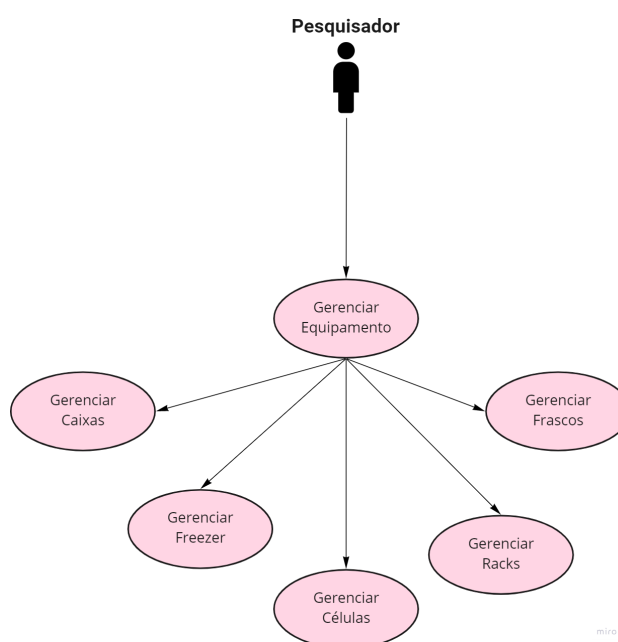 Pesquisador
Gerenciar
Equipamento
Gerenciar
Caixas
Gerenciar
Frascos
Gerenciar
Freezer
Gerenciar
Racks
Gerenciar
Células
miro